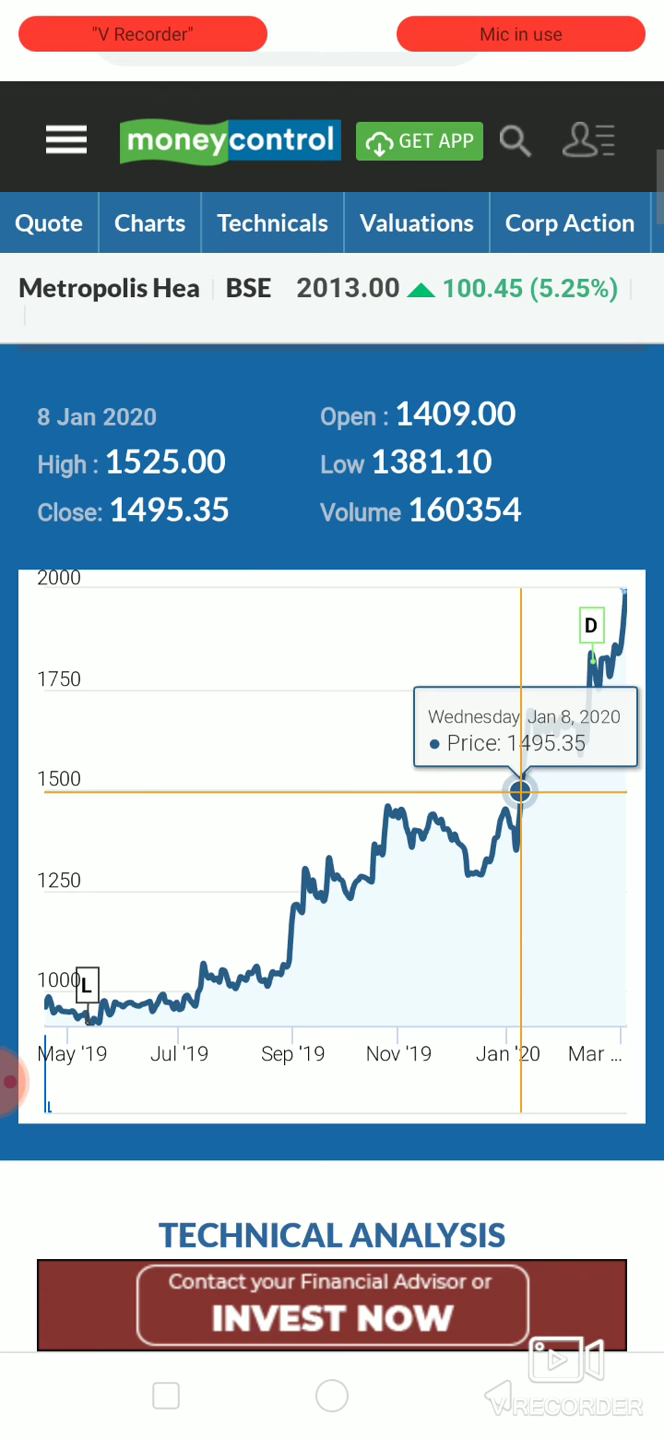 "V Recorder" Mic in use
moneycontrol GET APP
Quote Charts Technicals Valuations Corp Action
Metropolis Hea BSE 2013.00 100.45 (5.25%)
8 Jan 2020 Open : 1409.00
High : 1525.00 Low 1381.10
Close: 1495.35 Volume 160354
2000
D
1750
Wednesday Jan 8, 2020
Price: 1495.35
1500
1250
1000
L
May '19 Jul '19 Sep '19 Nov '19 Jan '20 Mar ...
L
TECHNICAL ANALYSIS
Contact your Financial Advisor or
INVEST NOW
VRECORDER